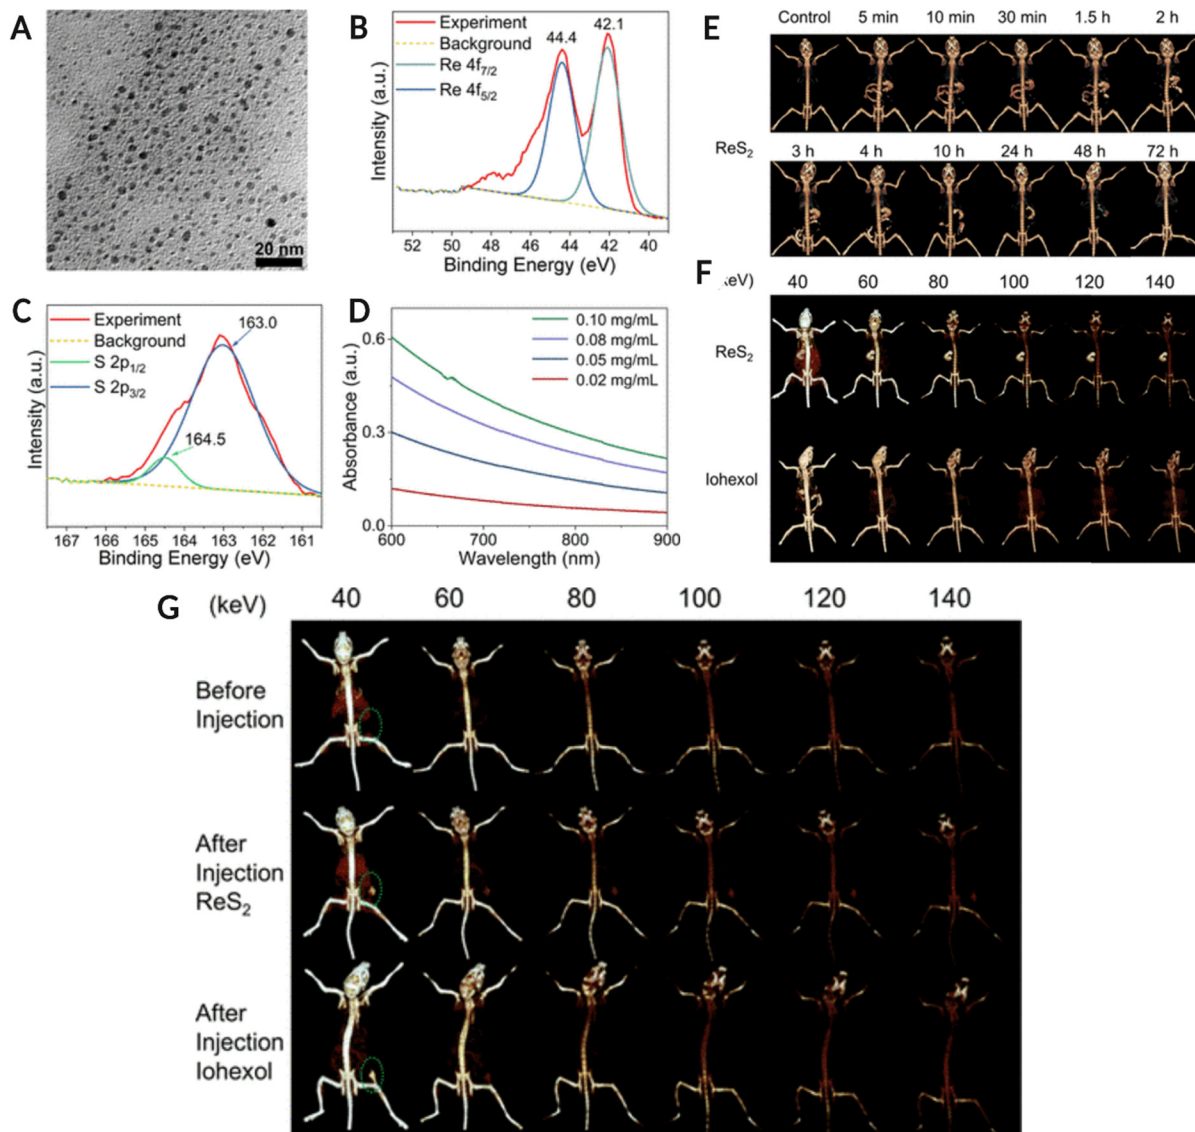 A
20 nm
B
Experiment
Background
Re 4f7/2
Re 4f5/2
44.4
42.1
Intensity (a.u.)
52 50 48 46 44 42 40
Binding Energy (eV)
C
Experiment
Background
S 2p1/2
S 2p3/2
163.0
164.5
Intensity (a.u.)
167 166 165 164 163 162 161
Binding Energy (eV)
D
0.10 mg/mL
0.08 mg/mL
0.05 mg/mL
0.02 mg/mL
Absorbance (a.u.)
0.6
0.3
0.0
600 700 800 900
Wavelength (nm)
E
Control 5 min 10 min 30 min 1.5 h 2 h
ReS2
3 h 4 h 10 h 24 h 48 h 72 h
F
keV) 40 60 80 100 120 140
ReS2
Iohexol
G
(keV) 40 60 80 100 120 140
Before
Injection
After
Injection
ReS2
After
Injection
Iohexol